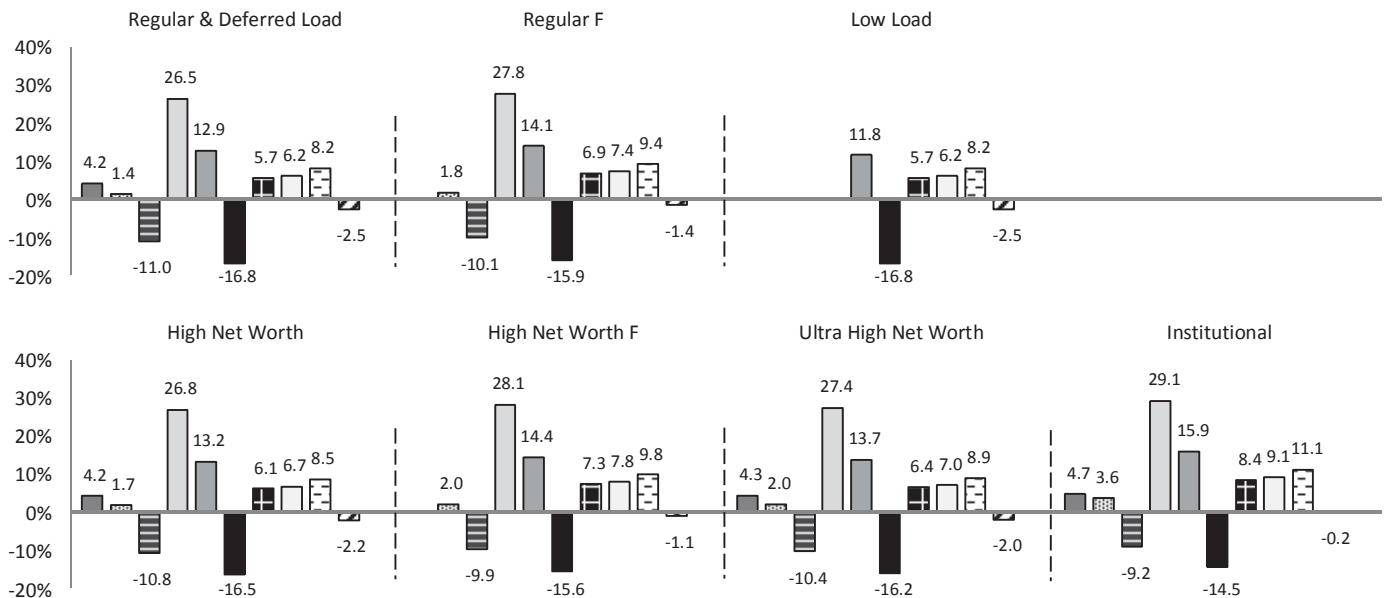 Regular & Deferred Load Regular F Low Load
40%
30%
20%
10%
0%
-10%
-20%
4.2 1.4 -11.0 26.5 12.9 -16.8 5.7 6.2 8.2 -2.5
1.8 -10.1 27.8 14.1 -15.9 6.9 7.4 9.4 -1.4
11.8 -16.8 5.7 6.2 8.2 -2.5
High Net Worth High Net Worth F Ultra High Net Worth Institutional
40%
30%
20%
10%
0%
-10%
-20%
4.2 1.7 -10.8 26.8 13.2 -16.5 6.1 6.7 8.5 -2.2
2.0 -9.9 28.1 14.4 -15.6 7.3 7.8 9.8 -1.1
4.3 2.0 -10.4 27.4 13.7 -16.2 6.4 7.0 8.9 -2.0
4.7 3.6 -9.2 29.1 15.9 -14.5 8.4 9.1 11.1 -0.2